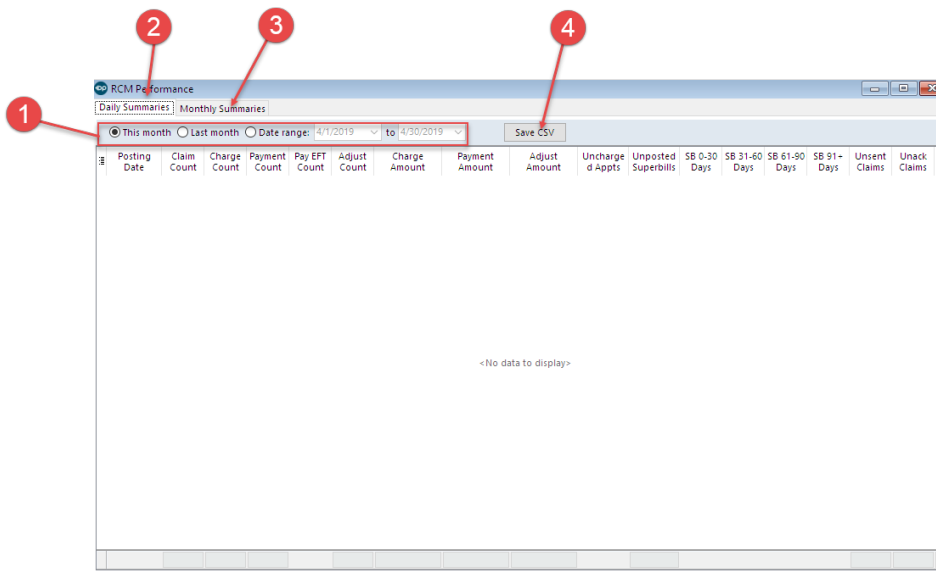 2
3
4
1
RCM Performance
Daily Summaries Monthly Summaries
This month Last month Date range: 4/1/2019 to 4/30/2019 Save CSV
Posting Claim Charge Payment Pay EFT Adjust Charge Payment Adjust Uncharge Unposted SB 0-30 SB 31-60 SB 61-90 SB 91+ Unsent Unack
Date Count Count Count Count Count Amount Amount Amount d Appts Superbills Days Days Days Days Claims Claims
<No data to display>